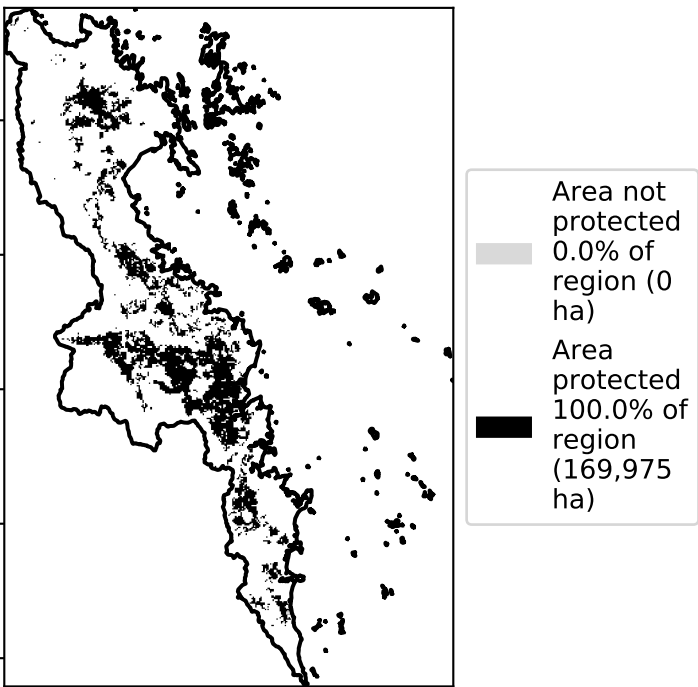 Area not
protected
0.0% of
region (0
ha)
Area
protected
100.0% of
region
(169,975
ha)